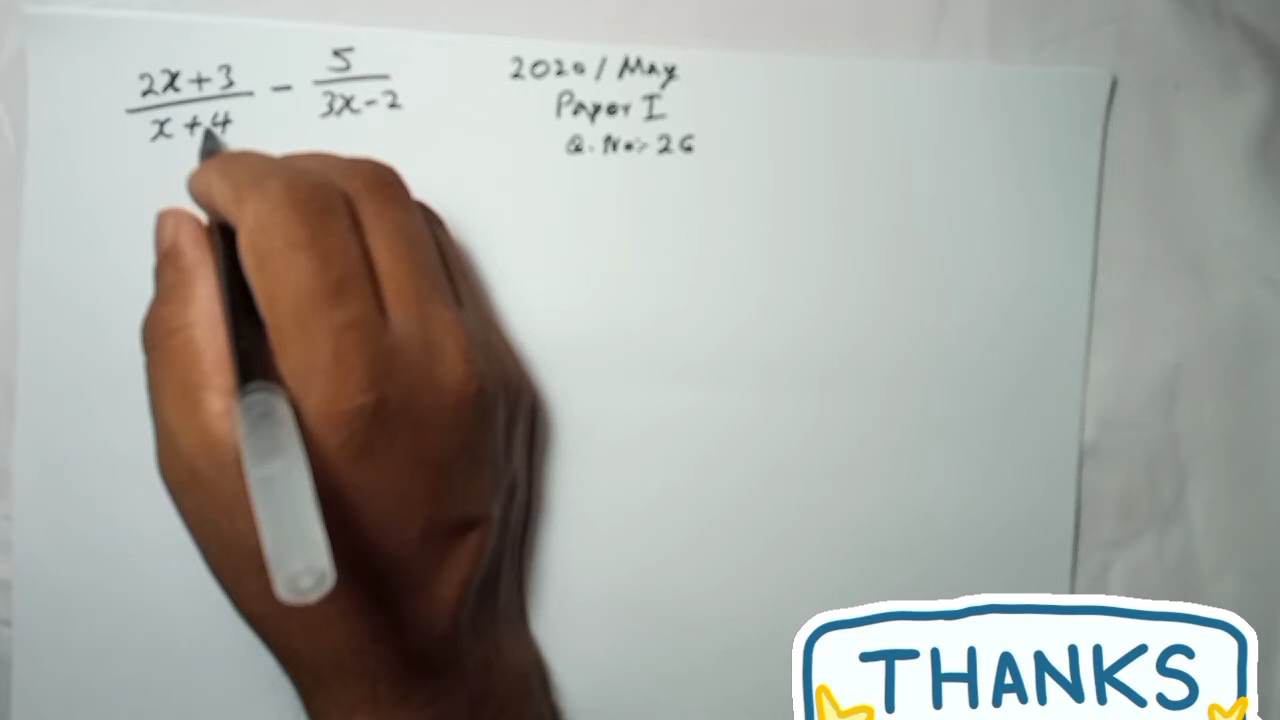 2x+3/x+4 - 5/3x-2
2020 / May
Paper I
Q. No:- 26
THANKS